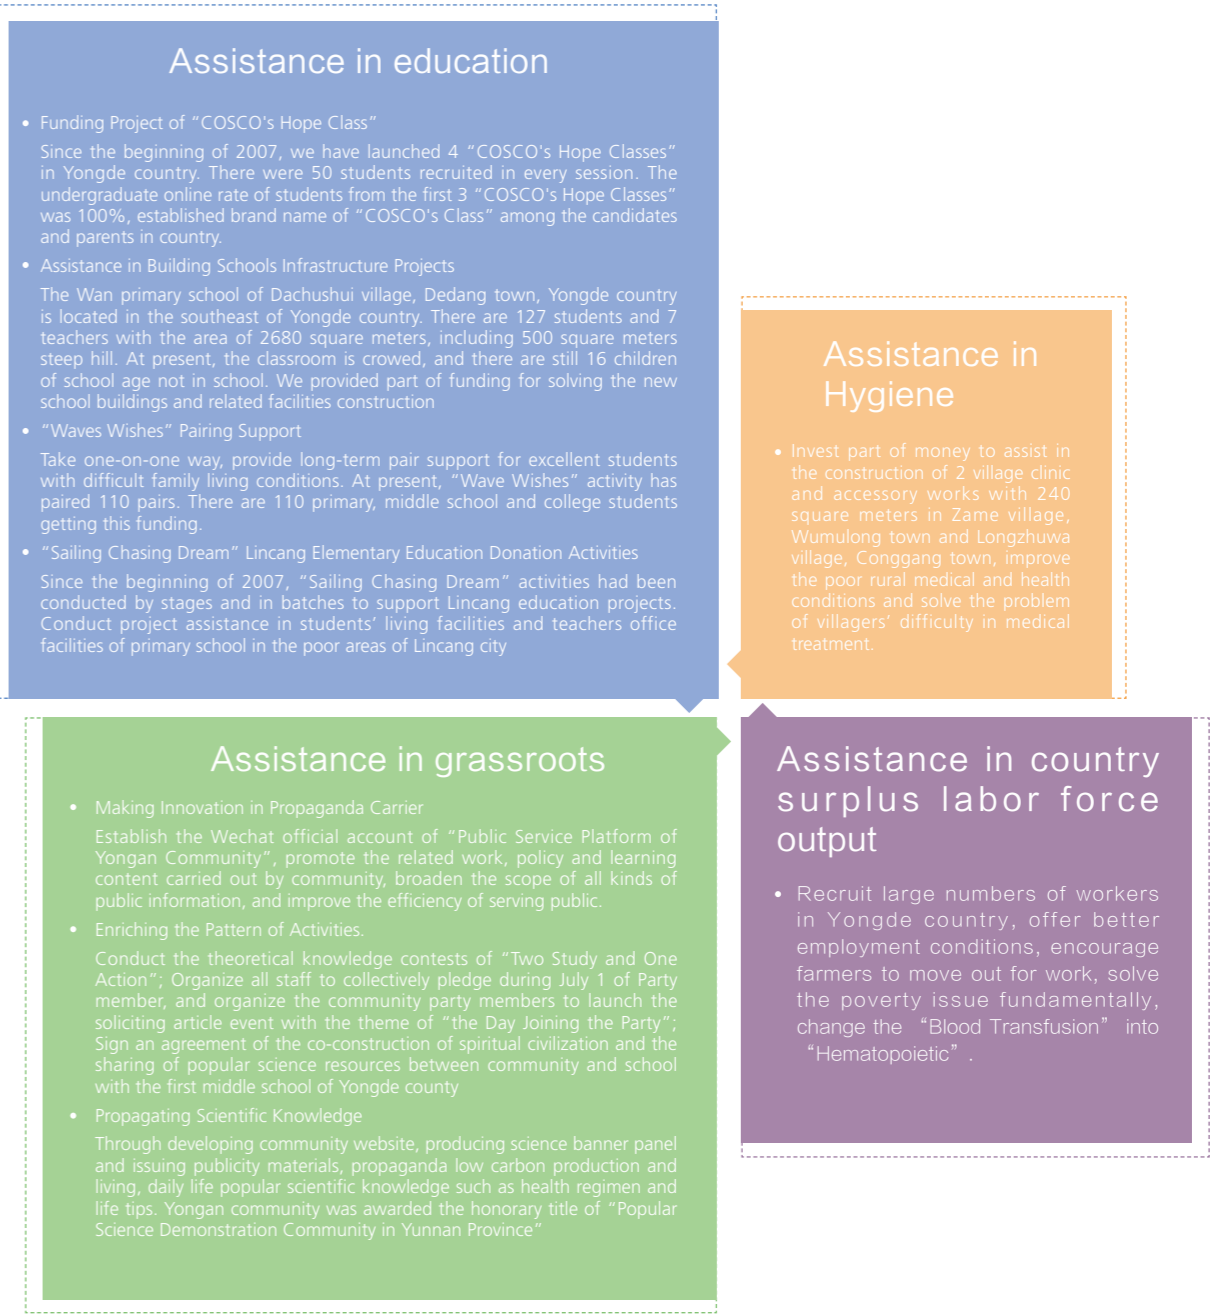 Assistance in education
• Funding Project of “COSCO's Hope Class”
Since the beginning of 2007, we have launched 4 “COSCO's Hope Classes”
in Yongde country. There were 50 students recruited in every session. The
undergraduate online rate of students from the first 3 “COSCO's Hope Classes”
was 100%, established brand name of “COSCO's Class” among the candidates
and parents in country.
• Assistance in Building Schools Infrastructure Projects
The Wan primary school of Dachushui village, Dedang town, Yongde country
is located in the southeast of Yongde country. There are 127 students and 7
teachers with the area of 2680 square meters, including 500 square meters
steep hill. At present, the classroom is crowed, and there are still 16 children
of school age not in school. We provided part of funding for solving the new
school buildings and related facilities construction
• “Waves Wishes” Pairing Support
Take one-on-one way, provide long-term pair support for excellent students
with difficult family living conditions. At present, “Wave Wishes” activity has
paired 110 pairs. There are 110 primary, middle school and college students
getting this funding.
• “Sailing Chasing Dream” Lincang Elementary Education Donation Activities
Since the beginning of 2007, “Sailing Chasing Dream” activities had been
conducted by stages and in batches to support Lincang education projects.
Conduct project assistance in students’ living facilities and teachers office
facilities of primary school in the poor areas of Lincang city
Assistance in
Hygiene
• Invest part of money to assist in
the construction of 2 village clinic
and accessory works with 240
square meters in Zame village,
Wumulong town and Longzhuwa
village, Conggang town, improve
the poor rural medical and health
conditions and solve the problem
of villagers’ difficulty in medical
treatment.
Assistance in grassroots
• Making Innovation in Propaganda Carrier
Establish the Wechat official account of “Public Service Platform of
Yongan Community”, promote the related work, policy and learning
content carried out by community, broaden the scope of all kinds of
public information, and improve the efficiency of serving public.
• Enriching the Pattern of Activities.
Conduct the theoretical knowledge contests of “Two Study and One
Action”; Organize all staff to collectively pledge during July 1 of Party
member, and organize the community party members to launch the
soliciting article event with the theme of “the Day Joining the Party”;
Sign an agreement of the co-construction of spiritual civilization and the
sharing of popular science resources between community and school
with the first middle school of Yongde county
• Propagating Scientific Knowledge
Through developing community website, producing science banner panel
and issuing publicity materials, propaganda low carbon production and
living, daily life popular scientific knowledge such as health regimen and
life tips. Yongan community was awarded the honorary title of “Popular
Science Demonstration Community in Yunnan Province”
Assistance in country
surplus labor force
output
• Recruit large numbers of workers
in Yongde country, offer better
employment conditions, encourage
farmers to move out for work, solve
the poverty issue fundamentally,
change the “Blood Transfusion” into
“Hematopoietic”.